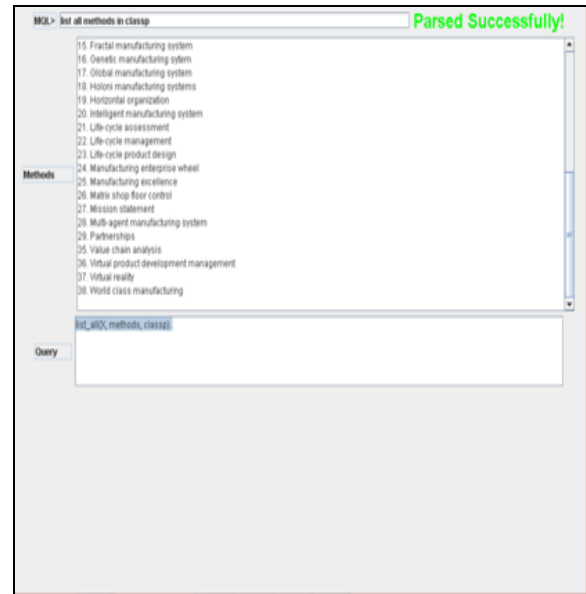 MQL> list all methods in classp Parsed Successfully!
15. Fractal manufacturing system
16. Genetic manufacturing sytem
17. Global manufacturing system
18. Holoni manufacturing systems
19. Horizontal organization
20. Intelligent manufacturing system
21. Life-cycle assessment
22. Life-cycle management
23. Life-cycle product design
24. Manufacturing enterprise wheel
Methods
25. Manufacturing excellence
26. Matrix shop floor control
27. Mission statement
28. Multi-agent manufacturing system
29. Partnerships
35. Value chain analysis
36. Virtual product development management
37. Virtual reality
38. World class manufacturing
list_all(X, methods, classp).
Query